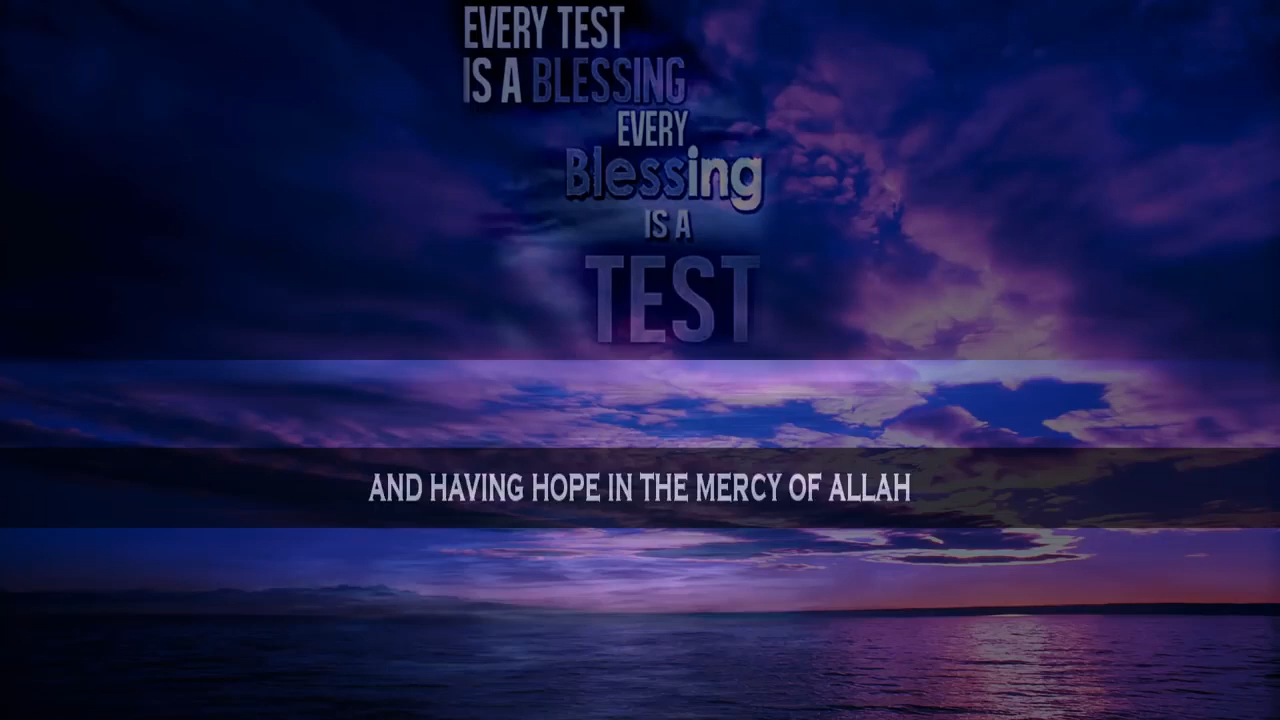 EVERY TEST
IS A BLESSING
EVERY
Blessing
IS A
TEST
AND HAVING HOPE IN THE MERCY OF ALLAH